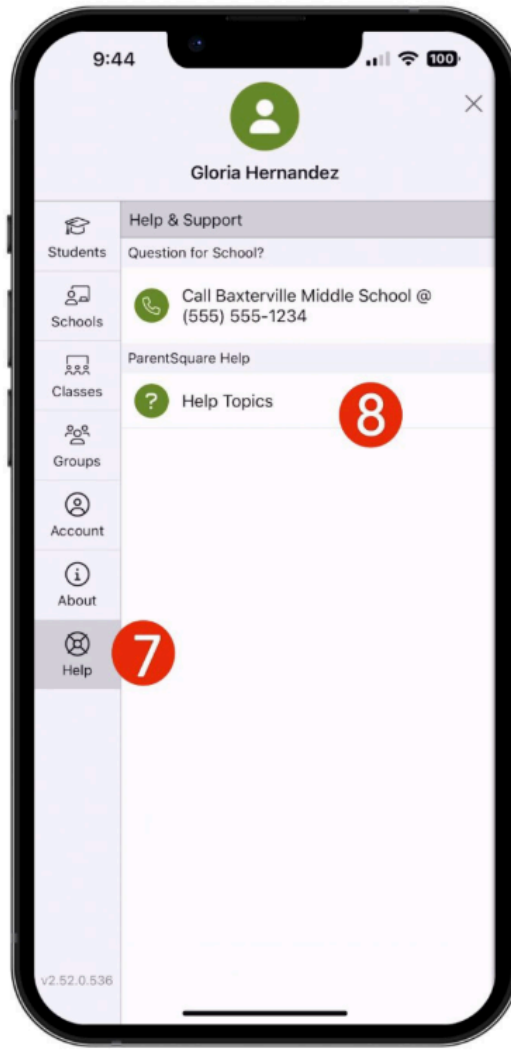 9:44
100
Gloria Hernandez
Students
Schools
Classes
Groups
Account
About
Help
7
v2.52.0.536
Help & Support
Question for School?
Call Baxterville Middle School @
(555) 555-1234
ParentSquare Help
? Help Topics
8